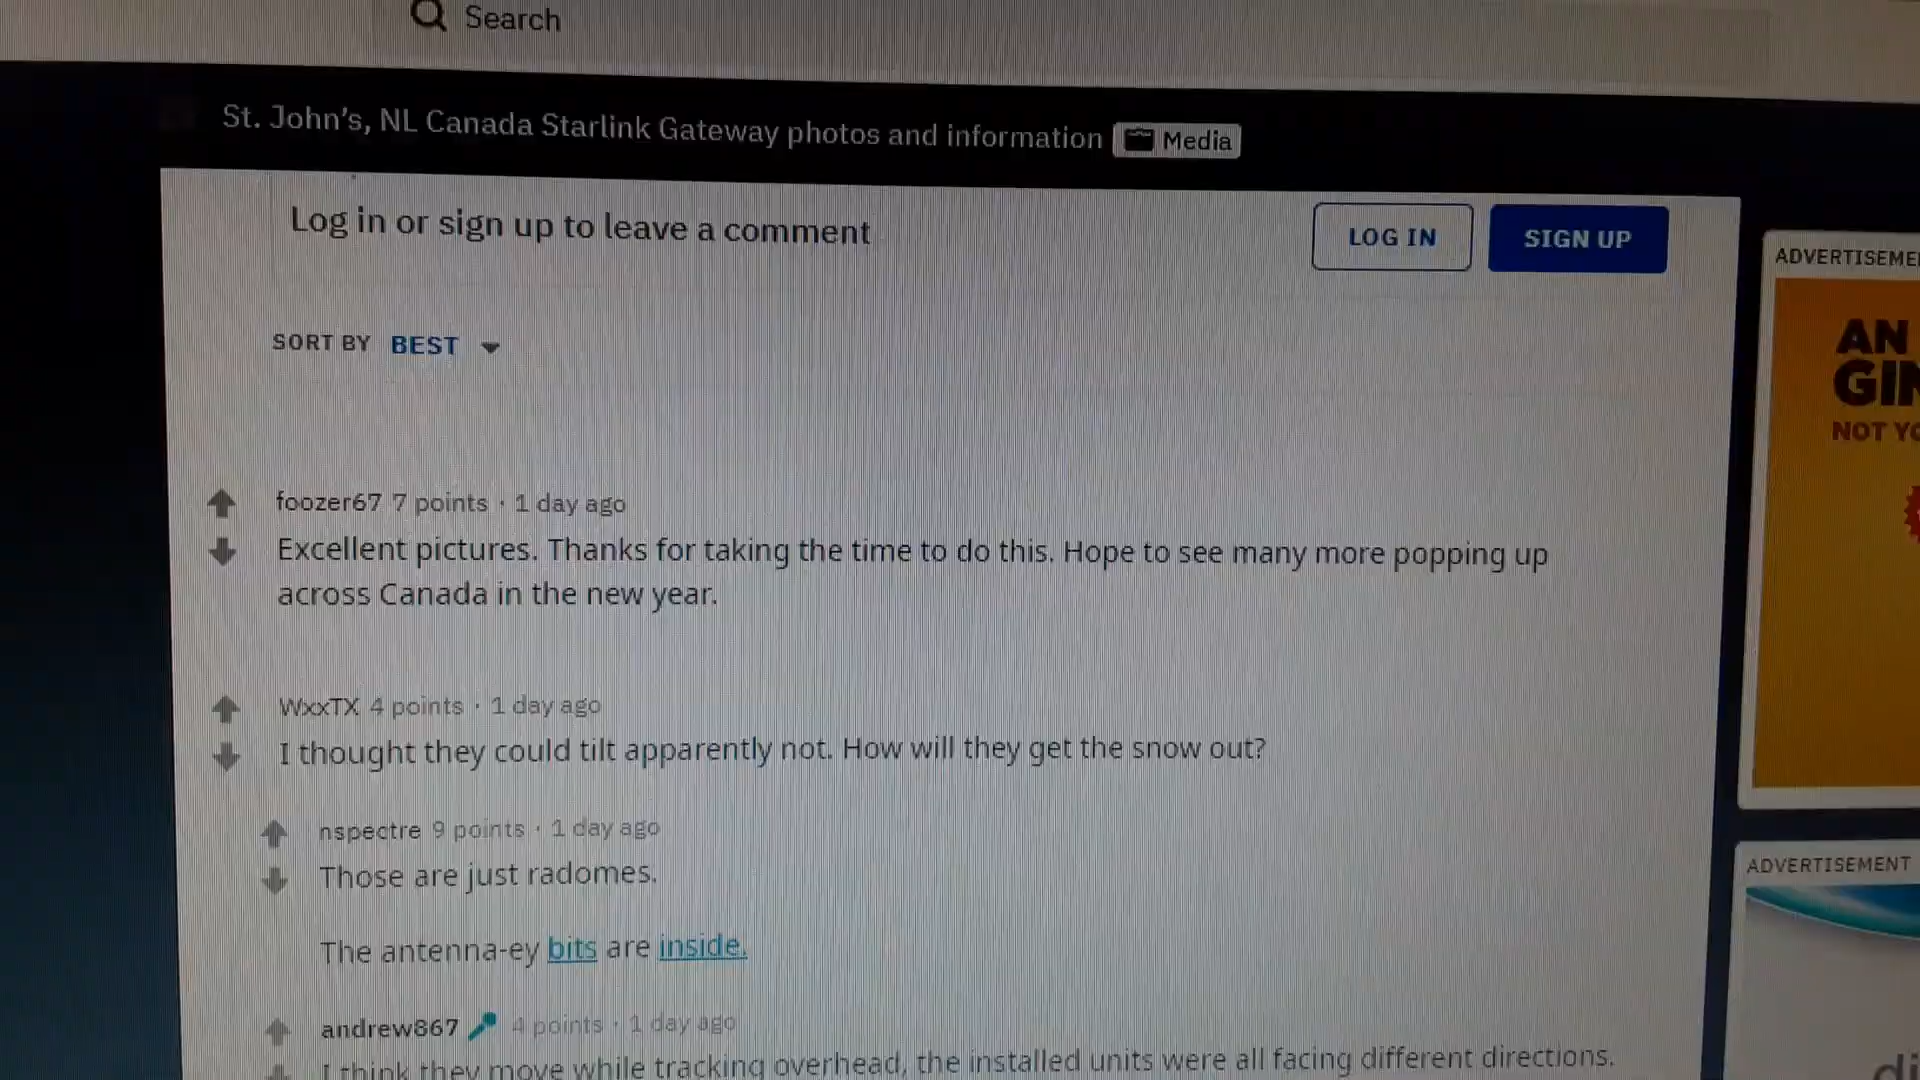 Search
St. John's, NL Canada Starlink Gateway photos and information Media
Log in or sign up to leave a comment
LOG IN
SIGN UP
SORT BY BEST
foozer67 7 points · 1 day ago
Excellent pictures. Thanks for taking the time to do this. Hope to see many more popping up
across Canada in the new year.
WxxTX 4 points · 1 day ago
I thought they could tilt apparently not. How will they get the snow out?
nspectre 9 points · 1 day ago
Those are just radomes.
The antenna-ey bits are inside.
andrew867 4 points · 1 day ago
I think they move while tracking overhead, the installed units were all facing different directions.
AN
NOT
ADVERTISEMENT